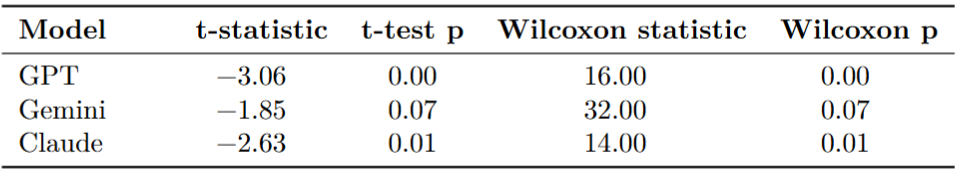 Model t-statistic t-test p Wilcoxon statistic Wilcoxon p
GPT −3.06 0.00 16.00 0.00
Gemini −1.85 0.07 32.00 0.07
Claude −2.63 0.01 14.00 0.01